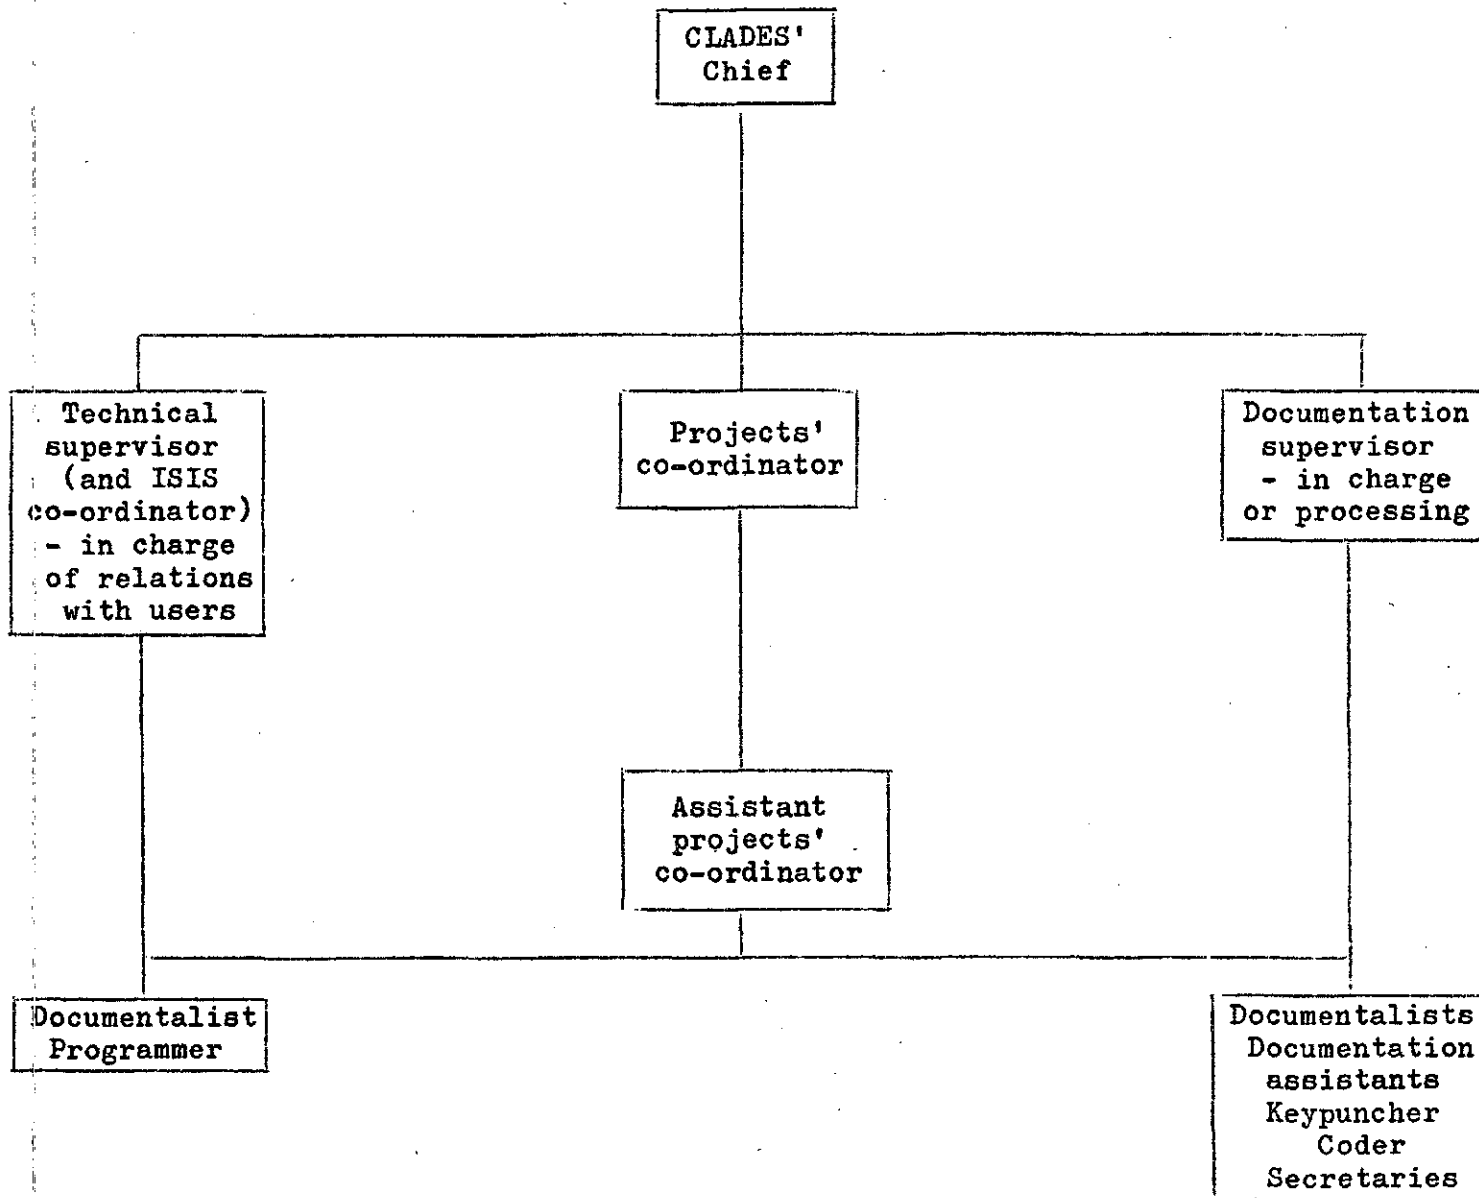 CLADES'
Chief
Technical
supervisor
(and ISIS
co-ordinator)
- in charge
of relations
with users
Projects'
co-ordinator
Documentation
supervisor
- in charge
or processing
Assistant
projects'
co-ordinator
Documentalist
Programmer
Documentalists
Documentation
assistants
Keypuncher
Coder
Secretaries